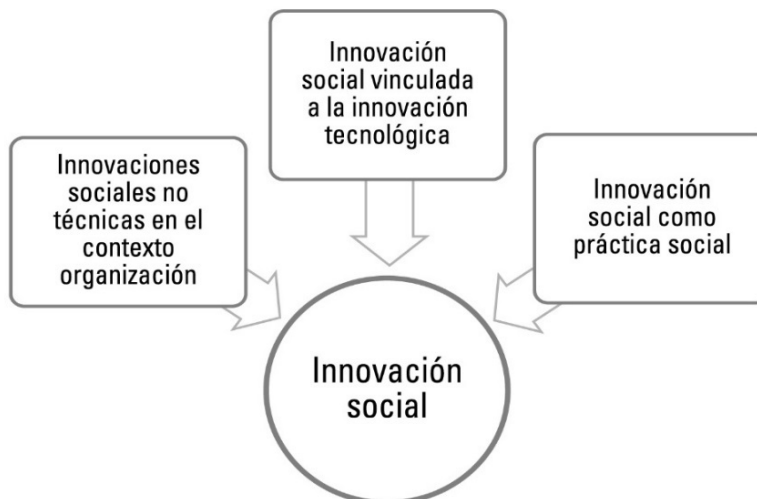 Innovación
social vinculada
a la innovación
tecnológica
Innovaciones
sociales no
técnicas en el
contexto
organización
Innovación
social como
práctica social
Innovación
social